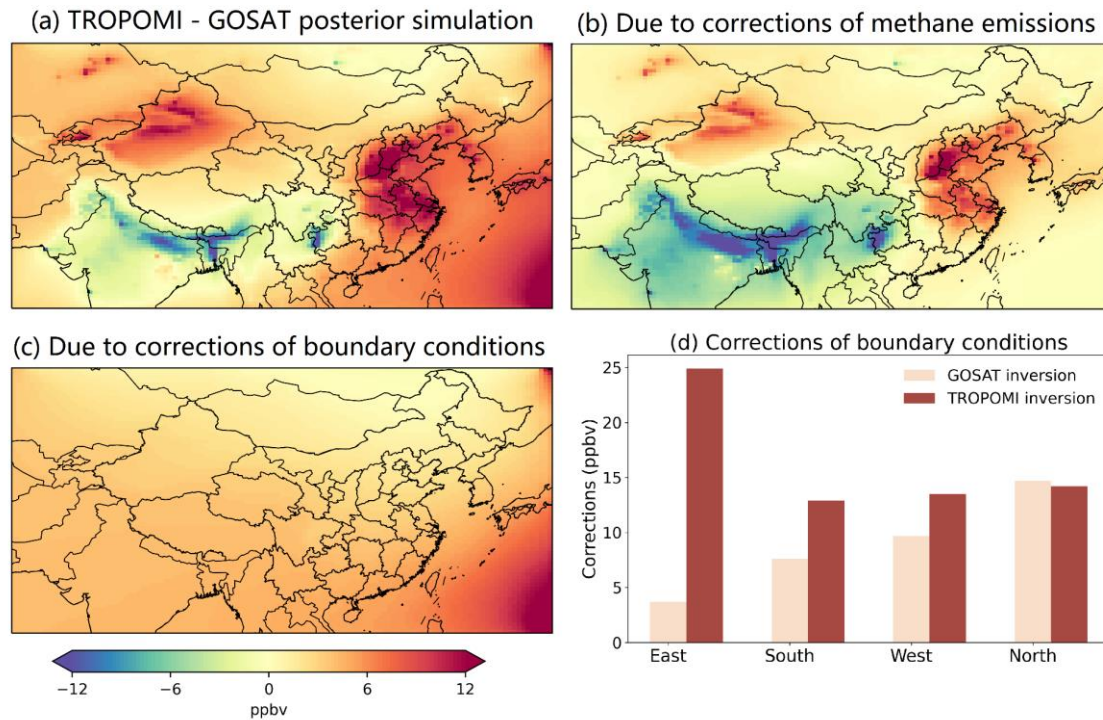 (a) TROPOMI - GOSAT posterior simulation
(b) Due to corrections of methane emissions
(c) Due to corrections of boundary conditions
−12 −6 0 6 12
ppbv
(d) Corrections of boundary conditions
GOSAT inversion
TROPOMI inversion
Corrections (ppbv)
25
20
15
10
5
0
East South West North